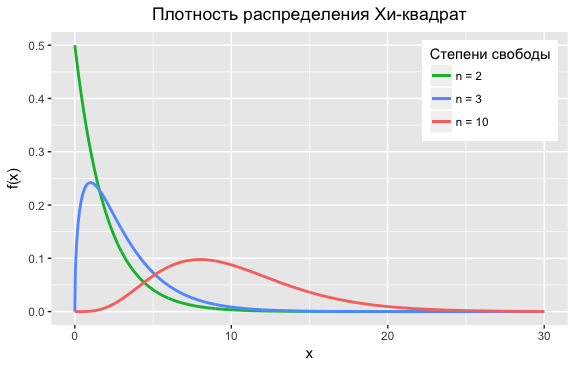 Плотность распределения Хи-квадрат
Степени свободы
n = 2
n = 3
n = 10
f(x)
0.5
0.4
0.3
0.2
0.1
0.0
0
10
20
30
x